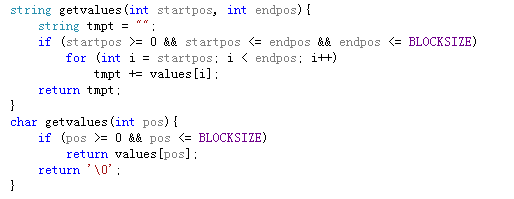 string getvalues(int startpos, int endpos){
    string tmpt = "";
    if (startpos >= 0 && startpos <= endpos && endpos <= BLOCKSIZE)
        for (int i = startpos; i < endpos; i++)
            tmpt += values[i];
    return tmpt;
}
char getvalues(int pos){
    if (pos >= 0 && pos <= BLOCKSIZE)
        return values[pos];
    return '\0';
}